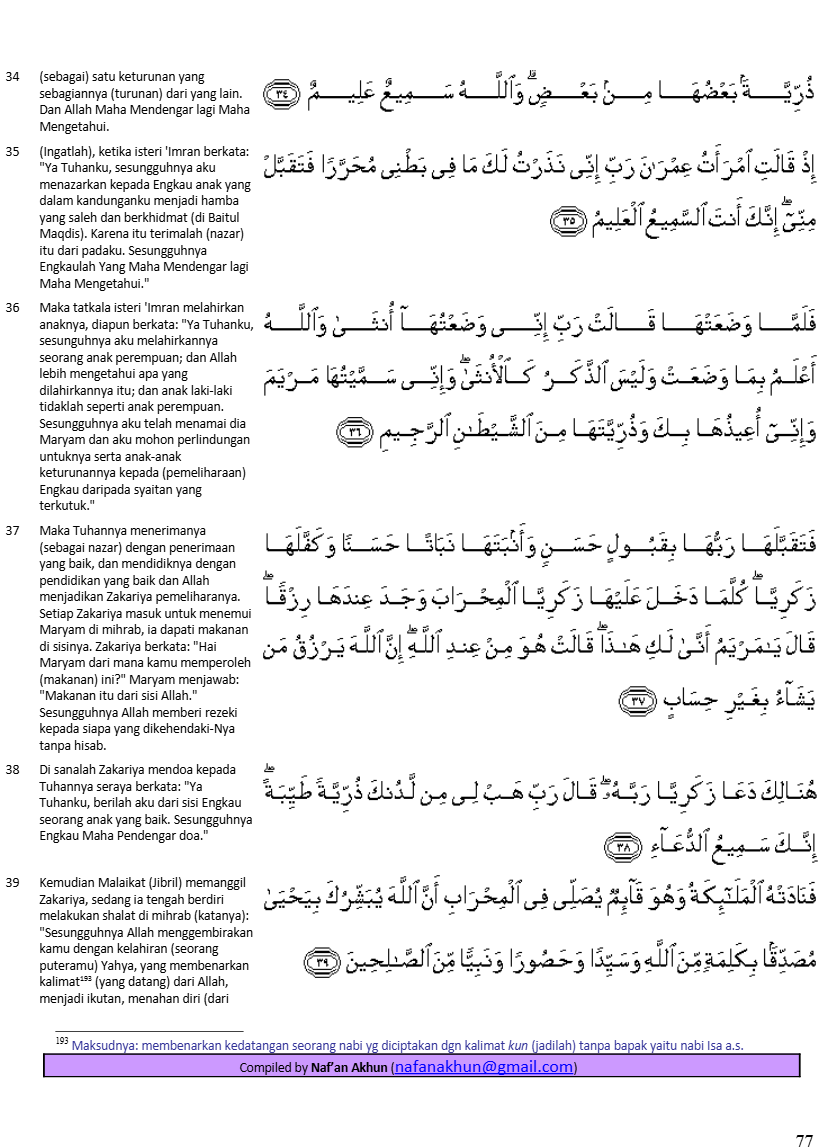 34 (sebagai) satu keturunan yang
sebagiannya (turunan) dari yang lain.
Dan Allah Maha Mendengar lagi Maha
Mengetahui.
ذُرِّيَّةًۢ بَعْضُهَا مِنۢ بَعْضٍۗ وَٱللَّهُ سَمِيعٌ عَلِيمٌ ٣٤
35 (Ingatlah), ketika isteri 'Imran berkata:
"Ya Tuhanku, sesungguhnya aku
menazarkan kepada Engkau anak yang
dalam kandunganku menjadi hamba
yang saleh dan berkhidmat (di Baitul
Maqdis). Karena itu terimalah (nazar)
itu dari padaku. Sesungguhnya
Engkaulah Yang Maha Mendengar lagi
Maha Mengetahui."
إِذْ قَالَتِ ٱمْرَأَتُ عِمْرَٰنَ رَبِّ إِنِّى نَذَرْتُ لَكَ مَا فِى بَطْنِى مُحَرَّرًا فَتَقَبَّلْ
مِنِّىٓۖ إِنَّكَ أَنتَ ٱلسَّمِيعُ ٱلْعَلِيمُ ٣٥
36 Maka tatkala isteri 'Imran melahirkan
anaknya, diapun berkata: "Ya Tuhanku,
sesunguhnya aku melahirkannya
seorang anak perempuan; dan Allah
lebih mengetahui apa yang
dilahirkannya itu; dan anak laki-laki
tidaklah seperti anak perempuan.
Sesungguhnya aku telah menamai dia
Maryam dan aku mohon perlindungan
untuknya serta anak-anak
keturunannya kepada (pemeliharaan)
Engkau daripada syaitan yang
terkutuk."
فَلَمَّا وَضَعَتْهَا قَالَتْ رَبِّ إِنِّى وَضَعْتُهَآ أُنثَىٰ وَٱللَّهُ
أَعْلَمُ بِمَا وَضَعَتْ وَلَيْسَ ٱلذَّكَرُ كَٱلْأُنثَىٰۖ وَإِنِّى سَمَّيْتُهَا مَرْيَمَ
وَإِنِّىٓ أُعِيذُهَا بِكَ وَذُرِّيَّتَهَا مِنَ ٱلشَّيْطَٰنِ ٱلرَّجِيمِ ٣٦
37 Maka Tuhannya menerimanya
(sebagai nazar) dengan penerimaan
yang baik, dan mendidiknya dengan
pendidikan yang baik dan Allah
menjadikan Zakariya pemeliharanya.
Setiap Zakariya masuk untuk menemui
Maryam di mihrab, ia dapati makanan
di sisinya. Zakariya berkata: "Hai
Maryam dari mana kamu memperoleh
(makanan) ini?" Maryam menjawab:
"Makanan itu dari sisi Allah."
Sesungguhnya Allah memberi rezeki
kepada siapa yang dikehendaki-Nya
tanpa hisab.
فَتَقَبَّلَهَا رَبُّهَا بِقَبُولٍ حَسَنٍ وَأَنۢبَتَهَا نَبَاتًا حَسَنًا وَكَفَّلَهَا
زَكَرِيَّاۖ كُلَّمَا دَخَلَ عَلَيْهَا زَكَرِيَّا ٱلْمِحْرَابَ وَجَدَ عِندَهَا رِزْقًاۖ
قَالَ يَٰمَرْيَمُ أَنَّىٰ لَكِ هَٰذَاۖ قَالَتْ هُوَ مِنْ عِندِ ٱللَّهِۖ إِنَّ ٱللَّهَ يَرْزُقُ مَن
يَشَآءُ بِغَيْرِ حِسَابٍ ٣٧
38 Di sanalah Zakariya mendoa kepada
Tuhannya seraya berkata: "Ya
Tuhanku, berilah aku dari sisi Engkau
seorang anak yang baik. Sesungguhnya
Engkau Maha Pendengar doa."
هُنَالِكَ دَعَا زَكَرِيَّا رَبَّهُۥۖ قَالَ رَبِّ هَبْ لِى مِن لَّدُنكَ ذُرِّيَّةً طَيِّبَةًۖ
إِنَّكَ سَمِيعُ ٱلدُّعَآءِ ٣٨
39 Kemudian Malaikat (Jibril) memanggil
Zakariya, sedang ia tengah berdiri
melakukan shalat di mihrab (katanya):
"Sesungguhnya Allah menggembirakan
kamu dengan kelahiran (seorang
puteramu) Yahya, yang membenarkan
kalimat¹⁹³ (yang datang) dari Allah,
menjadi ikutan, menahan diri (dari
فَنَادَتْهُ ٱلْمَلَٰٓئِكَةُ وَهُوَ قَآئِمٌ يُصَلِّى فِى ٱلْمِحْرَابِ أَنَّ ٱللَّهَ يُبَشِّرُكَ بِيَحْيَىٰ
مُصَدِّقًۢا بِكَلِمَةٍ مِّنَ ٱللَّهِ وَسَيِّدًا وَحَصُورًا وَنَبِيًّا مِّنَ ٱلصَّٰلِحِينَ ٣٩
¹⁹³ Maksudnya: membenarkan kedatangan seorang nabi yg diciptakan dgn kalimat kun (jadilah) tanpa bapak yaitu nabi Isa a.s.
Compiled by Naf'an Akhun (nafanakhun@gmail.com)
77